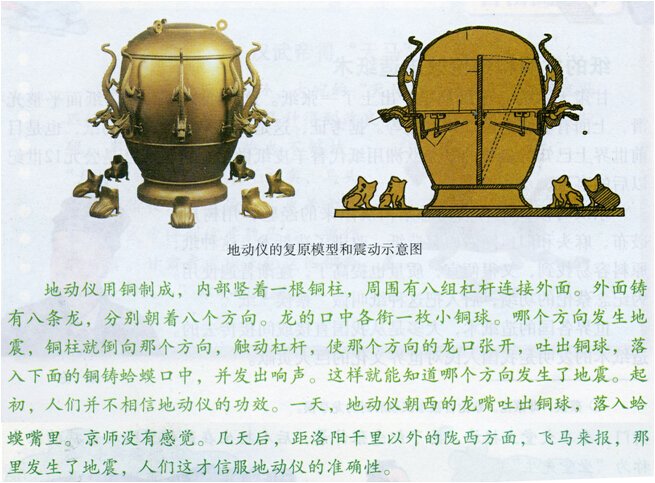 地动仪的复原模型和震动示意图
地动仪用铜制成，内部竖着一根铜柱，周围有八组杠杆连接外面。外面铸
有八条龙，分别朝着八个方向。龙的口中各衔一枚小铜球。哪个方向发生地
震，铜柱就倒向那个方向，触动杠杆，使那个方向的龙口张开，吐出铜球，落
入下面的铜铸蛤蟆口中，并发出响声。这样就能知道哪个方向发生了地震。起
初，人们并不相信地动仪的功效。一天，地动仪朝西的龙嘴吐出铜球，落入蛤
蟆嘴里。京师没有感觉。几天后，距洛阳千里以外的陇西方面，飞马来报，那
里发生了地震，人们这才信服地动仪的准确性。